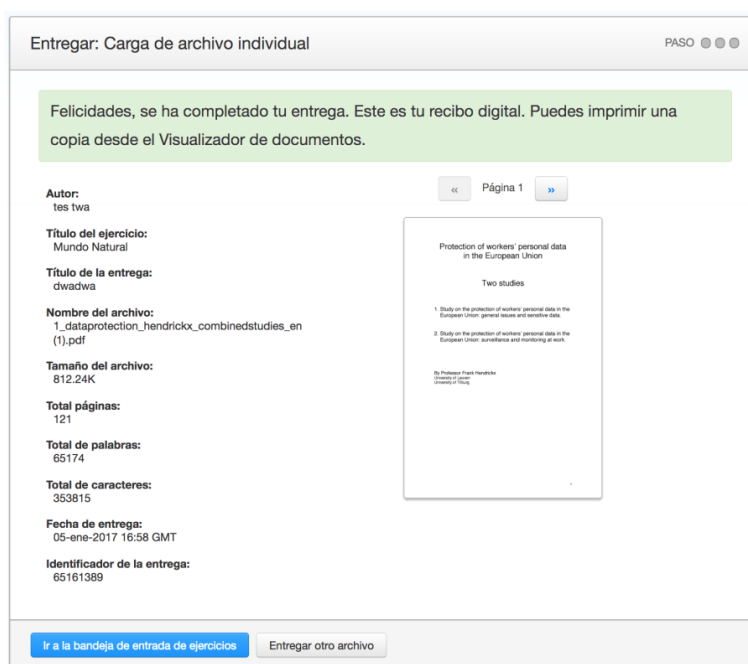 Entregar: Carga de archivo individual
PASO
Felicidades, se ha completado tu entrega. Este es tu recibo digital. Puedes imprimir una
copia desde el Visualizador de documentos.
Autor:
tes twa
Título del ejercicio:
Mundo Natural
Título de la entrega:
dwadwa
Nombre del archivo:
1_dataprotection_hendrickx_combinedstudies_en
(1).pdf
Tamaño del archivo:
812.24K
Total páginas:
121
Total de palabras:
65174
Total de caracteres:
353815
Fecha de entrega:
05-ene-2017 16:58 GMT
Identificador de la entrega:
65161389
« Página 1 »
Protection of workers' personal data
in the European Union
Two studies
1. Study on the protection of workers' personal data in the
European Union: general issues and sensitive data.
2. Study on the protection of workers' personal data in the
European Union: surveillance and monitoring at work.
By Professor Frank Hendrickx
University of Leuven
University of Tilburg
Ir a la bandeja de entrada de ejercicios
Entregar otro archivo